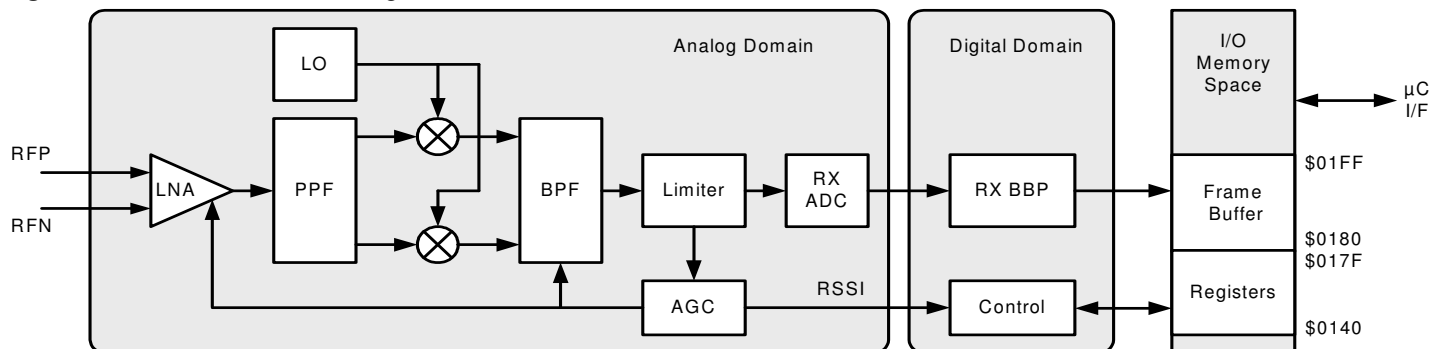 Analog Domain
Digital Domain
I/O
Memory
Space
LO
µC
I/F
RFP
RFN
LNA
PPF
BPF
Limiter
RX
ADC
RX BBP
Frame
Buffer
$01FF
$0180
$017F
AGC
RSSI
Control
Registers
$0140